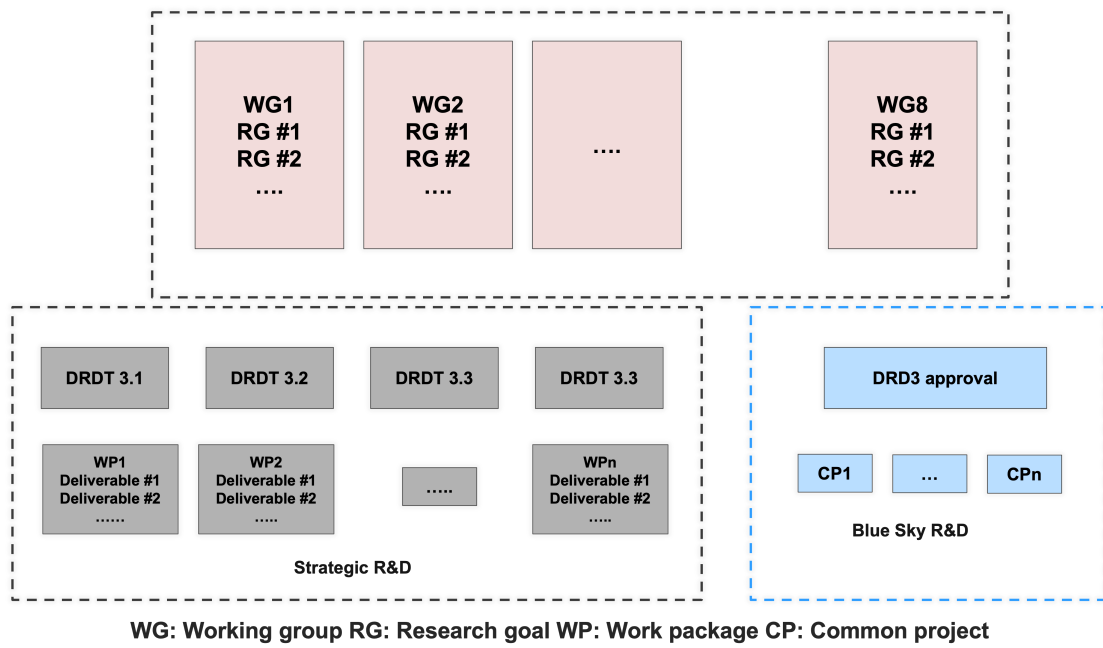 WG1
RG #1
RG #2
....
WG2
RG #1
RG #2
....
....
WG8
RG #1
RG #2
....
DRDT 3.1
DRDT 3.2
DRDT 3.3
DRDT 3.3
WP1
Deliverable #1
Deliverable #2
......
WP2
Deliverable #1
Deliverable #2
.....
.....
WPn
Deliverable #1
Deliverable #2
.....
Strategic R&D
DRD3 approval
CP1
...
CPn
Blue Sky R&D
WG: Working group RG: Research goal WP: Work package CP: Common project